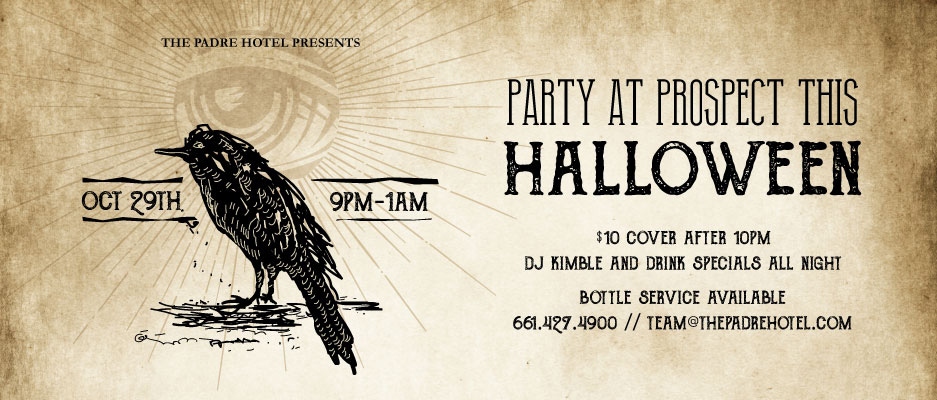 THE PADRE HOTEL PRESENTS
OCT 29TH
9PM-1AM
PARTY AT PROSPECT THIS
HALLOWEEN
$10 COVER AFTER 10PM
DJ KIMBLE AND DRINK SPECIALS ALL NIGHT
BOTTLE SERVICE AVAILABLE
661.427.4900 // TEAM@THEPADREHOTEL.COM